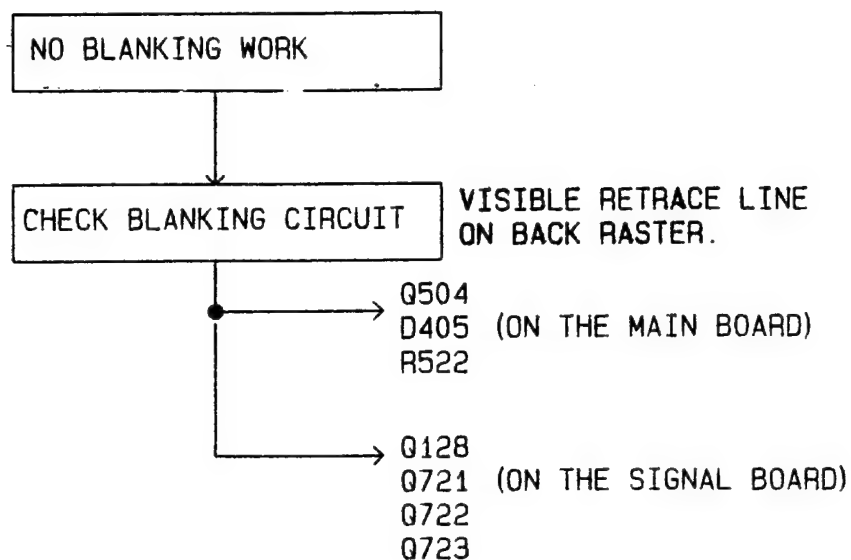 NO BLANKING WORK
CHECK BLANKING CIRCUIT
VISIBLE RETRACE LINE
ON BACK RASTER.
Q504
D405 (ON THE MAIN BOARD)
R522
Q128
Q721 (ON THE SIGNAL BOARD)
Q722
Q723